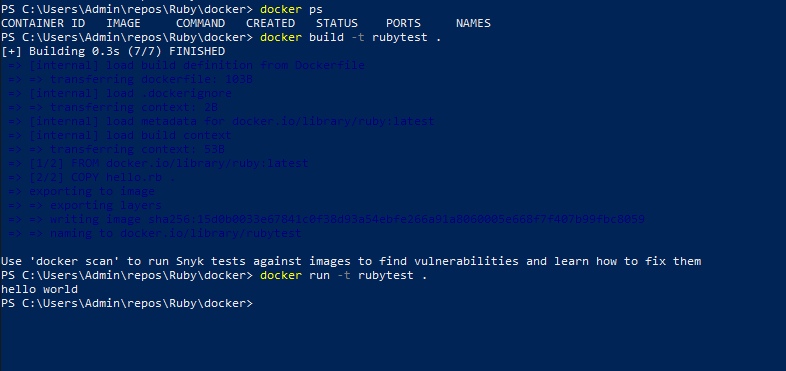 PS C:\Users\Admin\repos\Ruby\docker> docker ps
CONTAINER ID   IMAGE     COMMAND   CREATED   STATUS    PORTS     NAMES
PS C:\Users\Admin\repos\Ruby\docker> docker build -t rubytest .
[+] Building 0.3s (7/7) FINISHED
=> [internal] load build definition from Dockerfile
=> => transferring dockerfile: 103B
=> [internal] load .dockerignore
=> => transferring context: 2B
=> [internal] load metadata for docker.io/library/ruby:latest
=> [internal] load build context
=> => transferring context: 53B
=> [1/2] FROM docker.io/library/ruby:latest
=> [2/2] COPY hello.rb .
=> exporting to image
=> => exporting layers
=> => writing image
=> => naming to docker.io/library/rubytest
Use 'docker scan' to run Snyk tests against images to find vulnerabilities and learn how to fix them
PS C:\Users\Admin\repos\Ruby\docker> docker run -t rubytest .
hello world
PS C:\Users\Admin\repos\Ruby\docker>